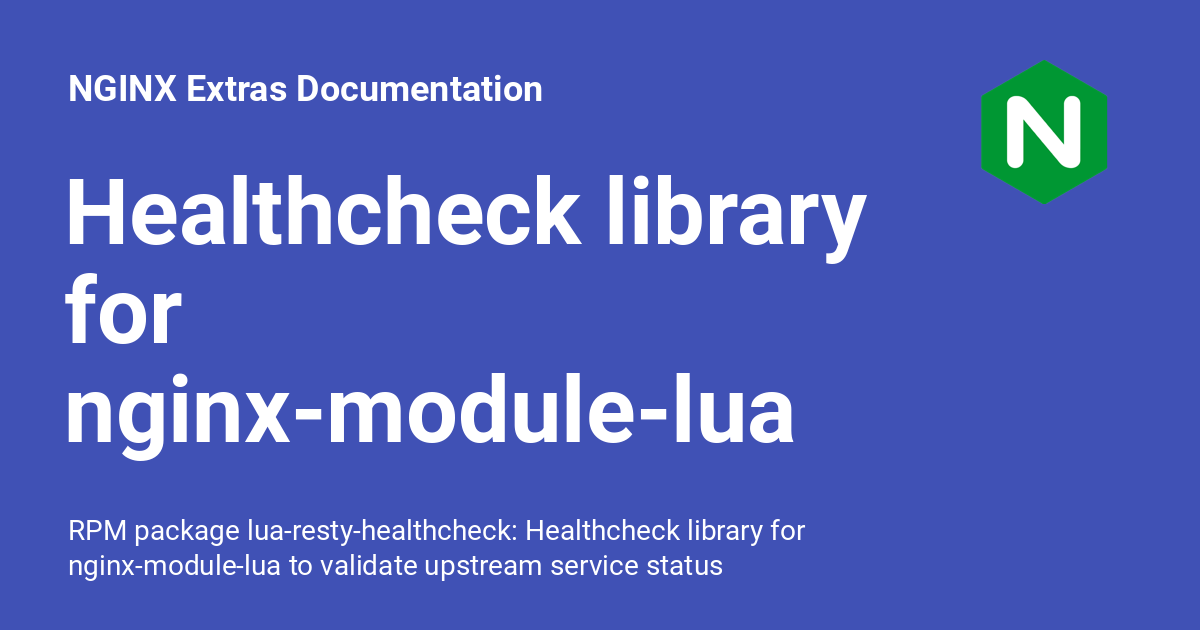 NGINX Extras Documentation
N
Healthcheck library
for
nginx-module-lua
RPM package lua-resty-healthcheck: Healthcheck library for
nginx-module-lua to validate upstream service status